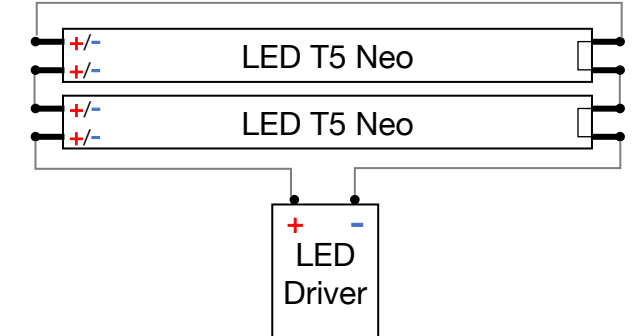 +/-
LED T5 Neo
+/-
+/-
LED T5 Neo
+/-
+ -
LED
Driver